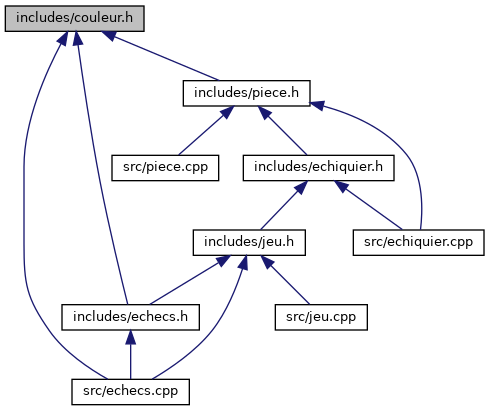 includes/couleur.h
includes/piece.h
src/piece.cpp
includes/echiquier.h
includes/jeu.h
src/echiquier.cpp
includes/echecs.h
src/jeu.cpp
src/echecs.cpp